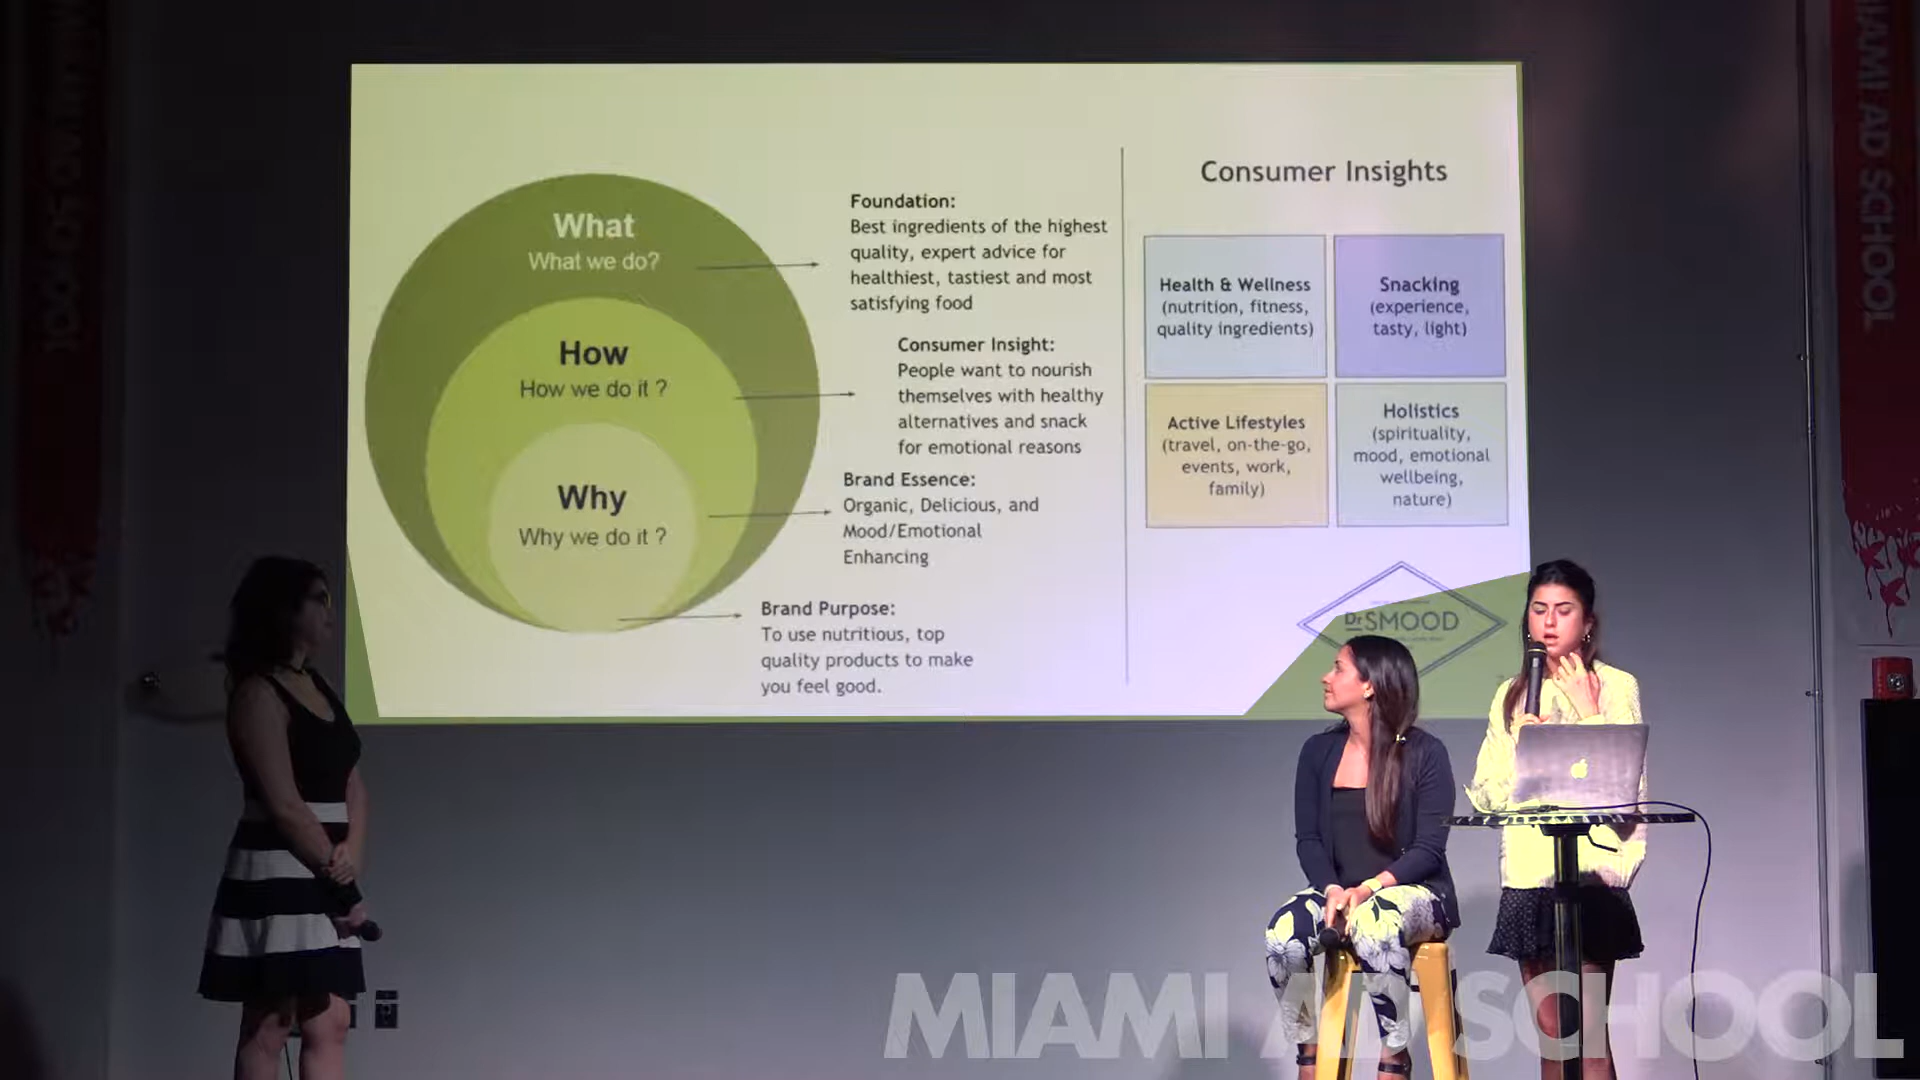 What
What we do?
How
How we do it ?
Why
Why we do it ?
Foundation:
Best ingredients of the highest
quality, expert advice for
healthiest, tastiest and most
satisfying food
Consumer Insight:
People want to nourish
themselves with healthy
alternatives and snack
for emotional reasons
Brand Essence:
Organic, Delicious, and
Mood/Emotional
Enhancing
Brand Purpose:
To use nutritious, top
quality products to make
you feel good.
Consumer Insights
Health & Wellness
(nutrition, fitness,
quality ingredients)
Snacking
(experience,
tasty, light)
Active Lifestyles
(travel, on-the-go,
events, work,
family)
Holistics
(spirituality,
mood, emotional
wellbeing,
nature)
Dr SMOOD
MIAMI AD SCHOOL
MIAMI AD SCHOOL